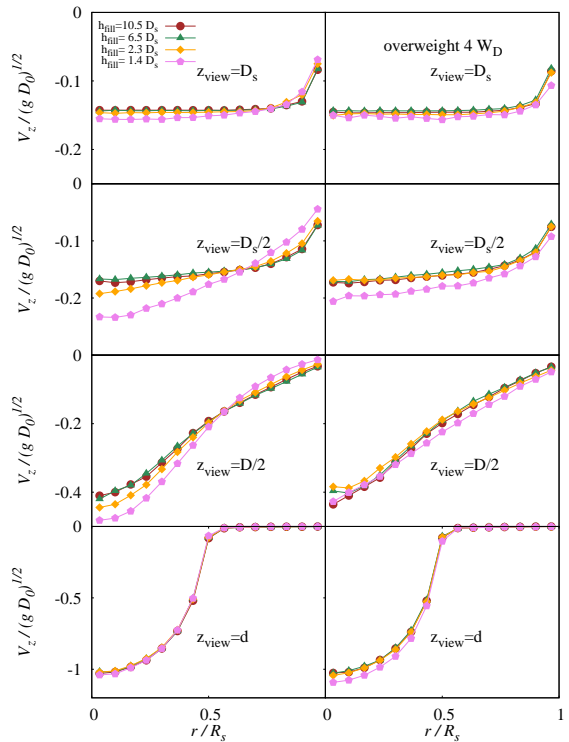 0
h_fill=10.5 D_s
h_fill= 6.5 D_s
h_fill= 2.3 D_s
h_fill= 1.4 D_s
overweight 4 W_D
z_view=D_s
z_view=D_s
-0.1
-0.2
V_z / (g D_0)^1/2
0
z_view=D_s/2
z_view=D_s/2
-0.1
-0.2
V_z / (g D_0)^1/2
0
-0.2
-0.4
V_z / (g D_0)^1/2
z_view=D/2
z_view=D/2
0
-0.5
-1
V_z / (g D_0)^1/2
z_view=d
z_view=d
0
0.5
0
0.5
1
r / R_s
r / R_s